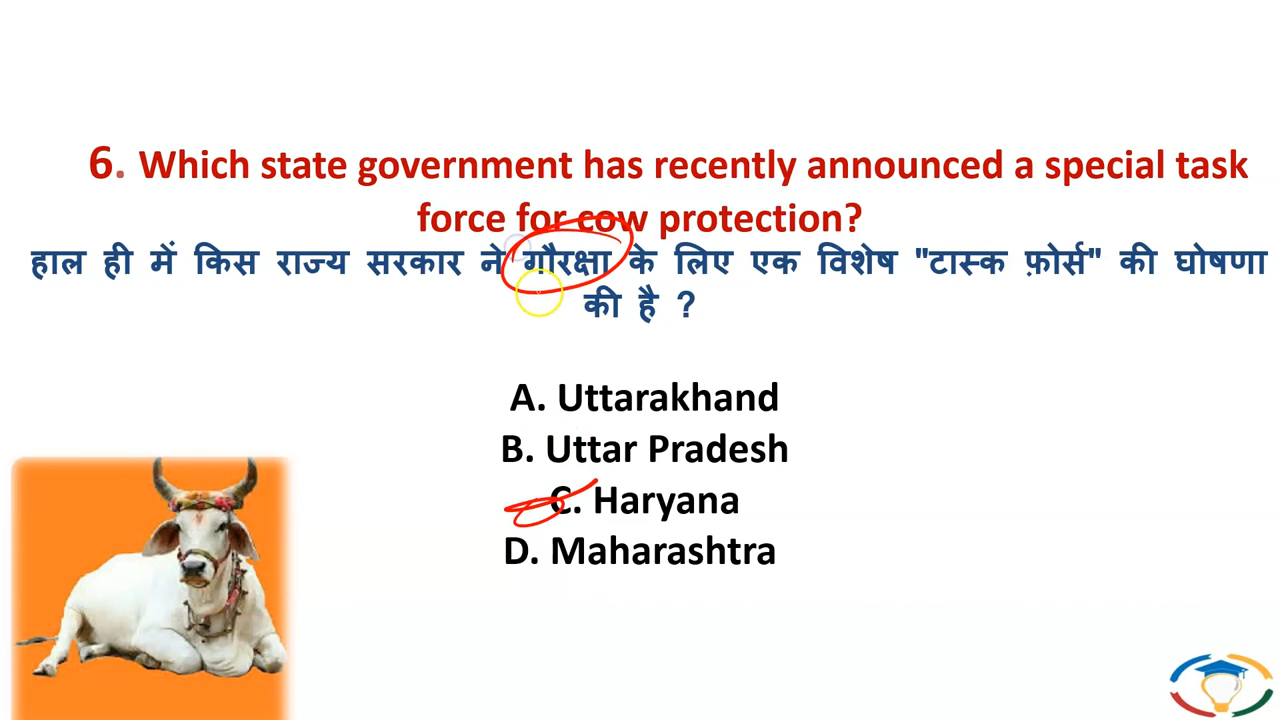 6. Which state government has recently announced a special task
force for cow protection?
हाल ही में किस राज्य सरकार ने गौरक्षा के लिए एक विशेष "टास्क फ़ोर्स" की घोषणा
की है ?
A. Uttarakhand
B. Uttar Pradesh
C. Haryana
D. Maharashtra